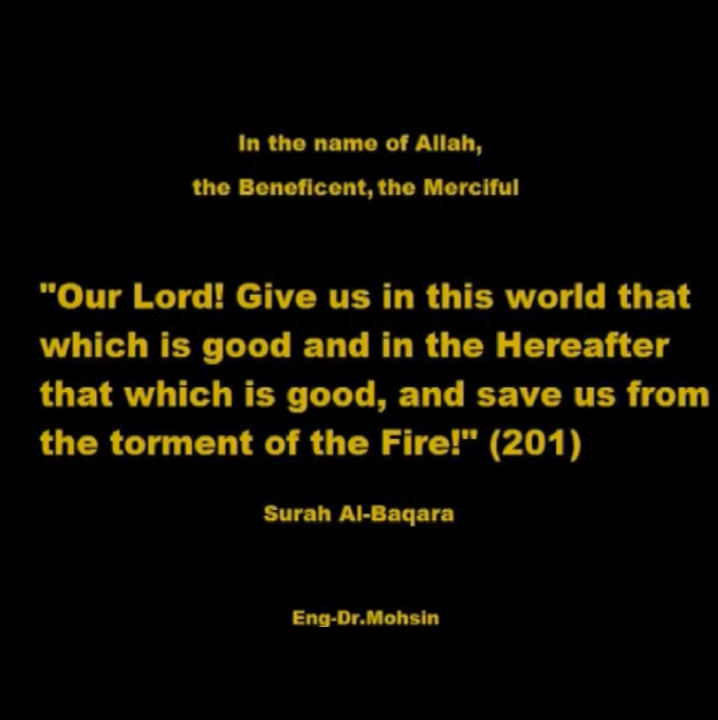 In the name of Allah,
the Beneficent, the Merciful
"Our Lord! Give us in this world that
which is good and in the Hereafter
that which is good, and save us from
the torment of the Fire!" (201)
Surah Al-Baqara
Eng-Dr.Mohsin